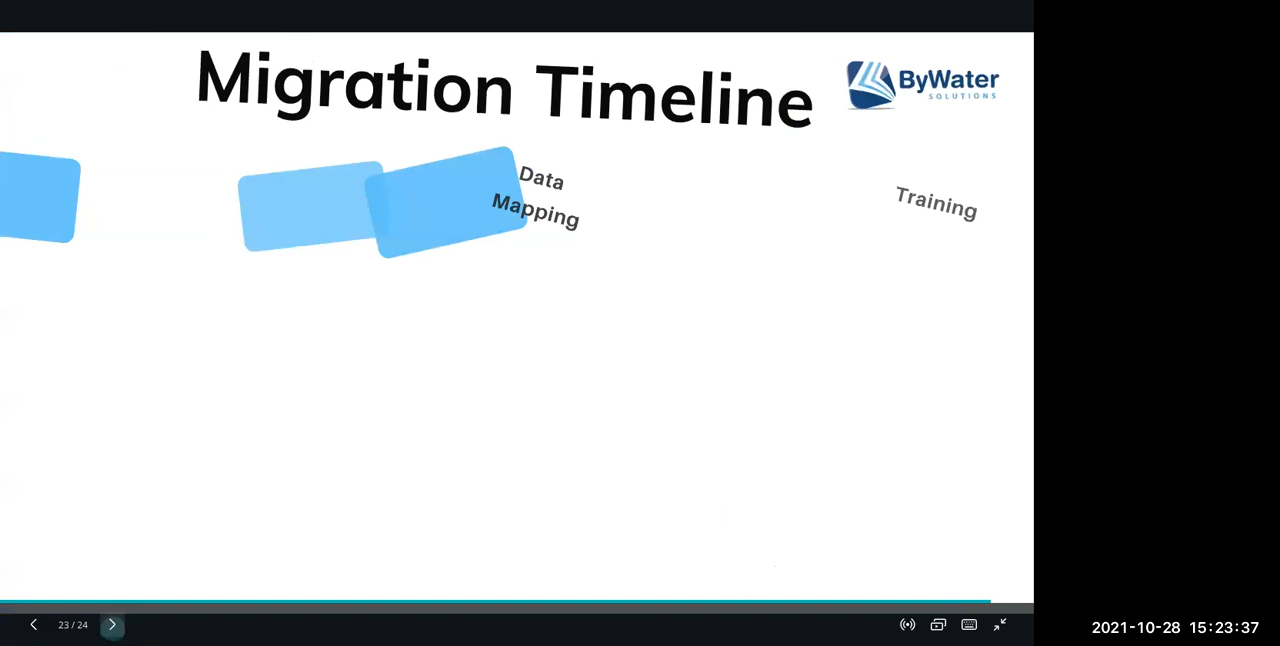 Migration Timeline
ByWater
SOLUTIONS
Data
Mapping
Training
23 / 24
2021-10-28 15:23:37